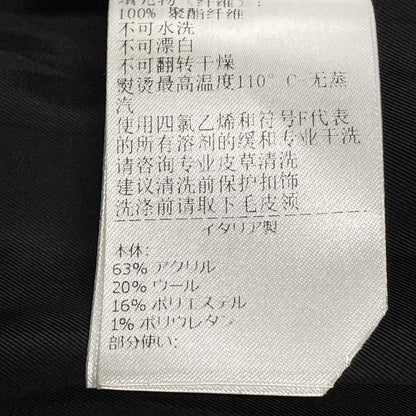 填充物（纤维）：
100% 聚酯纤维
不可水洗
不可漂白
不可翻转干燥
熨烫最高温度110° C-无蒸
汽
使用四氯乙烯和符号F代表
的所有溶剂的缓和专业干洗
请咨询专业皮草清洗
建议清洗前保护扣饰
洗涤前请取下毛皮领
イタリア製
本体:
63% アクリル
20% ウール
16% ポリエステル
1% ポリウレタン
部分使い: